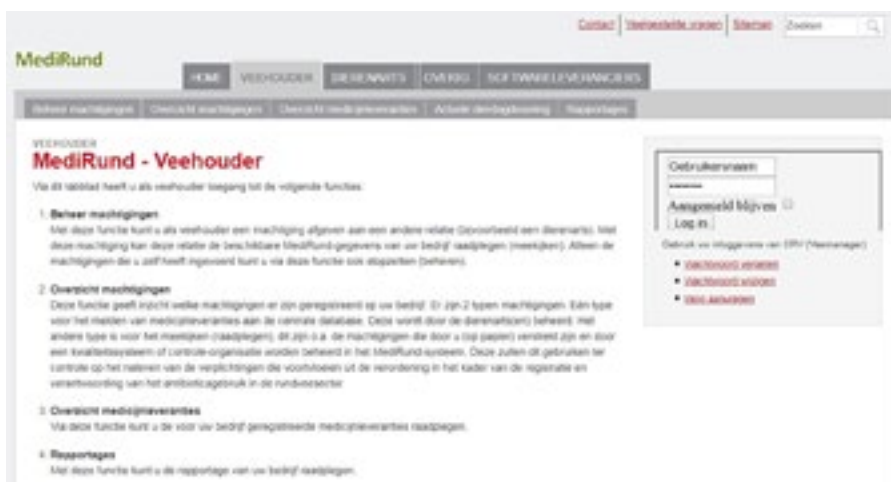 Contact Veelgestelde vragen Sitemap Zoeken
MediRund
HOME VEEHOUDER DIERENARTS OVERIG SOFTWARELEVERANCIERS
Beheer machtigingen Overzicht machtigingen Overzicht medicijnleveranties Actuele dierdagdosering Rapportages
VEEHOUDER
MediRund - Veehouder
Via dit tabblad heeft u als veehouder toegang tot de volgende functies:
1. Beheer machtigingen
Met deze functie kunt u als veehouder een machtiging afgeven aan een andere relatie (bijvoorbeeld een dierenarts). Met
deze machtiging kan deze relatie de beschikbare MediRund-gegevens van uw bedrijf raadplegen (meekijken). Alleen de
machtigingen die u zelf heeft ingevoerd kunt u via deze functie ook stopzetten (beheren).
2. Overzicht machtigingen
Deze functie geeft inzicht welke machtigingen er zijn geregistreerd op uw bedrijf. Er zijn 2 typen machtigingen. Eén type
voor het melden van medicijnleveranties aan de centrale database. Deze wordt door de dierenarts(en) beheerd. Het
andere type is voor het meekijken (raadplegen), dit zijn o.a. de machtigingen die door u (op papier) verstrekt zijn en door
een kwaliteitssysteem of controle-organisatie worden beheerd in het MediRund-systeem. Deze zullen dit gebruiken ter
controle op het naleven van de verplichtingen die voortvloeien uit de verordening in het kader van de registratie en
verantwoording van het antibioticagebruik in de rundveesector
3. Overzicht medicijnleveranties
Via deze functie kunt u de voor uw bedrijf geregistreerde medicijnleveranties raadplegen.
4. Rapportages
Met deze functie kunt u de rapportage van uw bedrijf raadplegen.
Gebruikersnaam
Aangemeld blijven
Log in
Gebruik uw inloggegevens van CRV (Veemanager)
wachtwoord vergeten
wachtwoord wijzigen